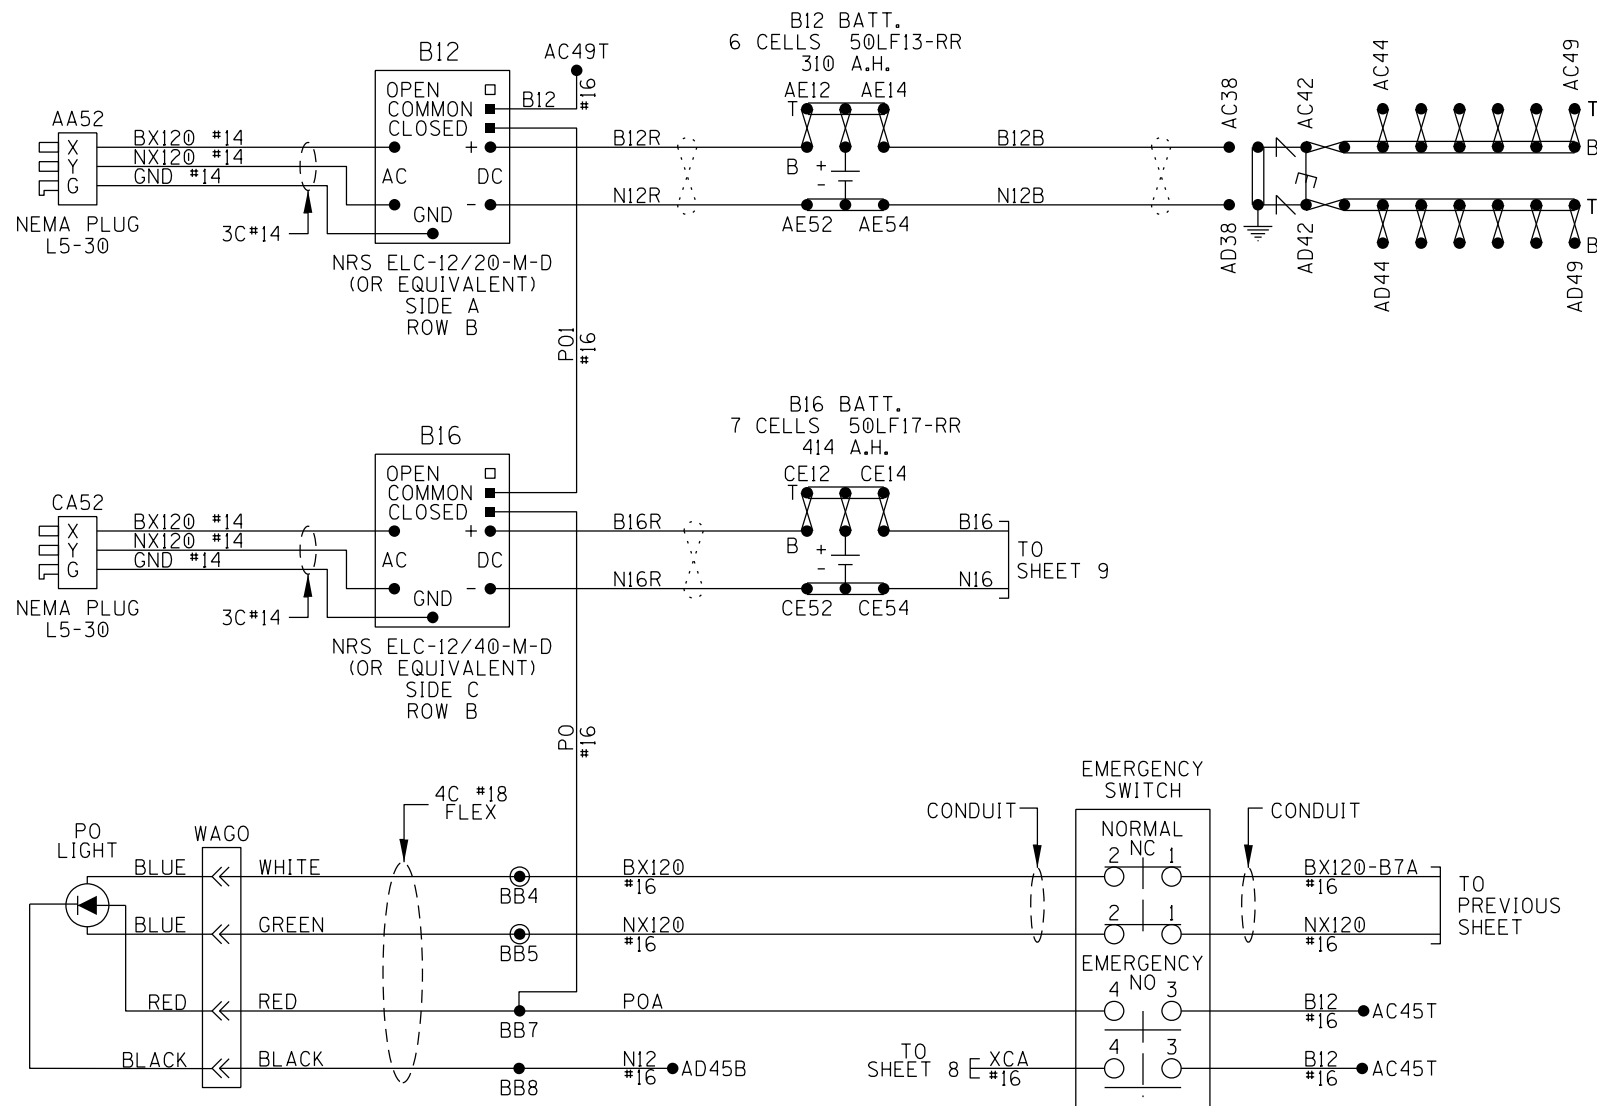 B12 BATT.
6 CELLS 50LF13-RR
310 A.H.
B12
AC49T
#16
OPEN
COMMON
CLOSED
B12
AE12 AE14
T
AC38
AC42
AC44
AC49
T
B
AA52
X
Y
G
BX120 #14
NX120 #14
GND #14
+
AC
DC
-
GND
B12R
N12R
B
+
-
B12B
N12B
AE52 AE54
AD38
AD42
AD44
AD49
T
B
NEMA PLUG
L5-30
3C#14
NRS ELC-12/20-M-D
(OR EQUIVALENT)
SIDE A
ROW B
PO1
#16
B16 BATT.
7 CELLS 50LF17-RR
414 A.H.
B16
OPEN
COMMON
CLOSED
CE12 CE14
T
CA52
X
Y
G
BX120 #14
NX120 #14
GND #14
+
AC
DC
-
GND
B16R
N16R
B
+
-
B16
N16
TO
SHEET 9
CE52 CE54
NEMA PLUG
L5-30
3C#14
NRS ELC-12/40-M-D
(OR EQUIVALENT)
SIDE C
ROW B
PO
#16
EMERGENCY
SWITCH
4C #18
FLEX
CONDUIT
CONDUIT
PO
LIGHT
WAGO
NORMAL
NC
BLUE
WHITE
BB4
BX120
#16
2 1
BX120-B7A
#16
BLUE
GREEN
BB5
NX120
#16
2 1
NX120
#16
TO
PREVIOUS
SHEET
EMERGENCY
NO
RED
RED
BB7
POA
4 3
B12
#16
AC45T
BLACK
BLACK
BB8
N12
#16
AD45B
TO
SHEET 8
XCA
#16
4 3
B12
#16
AC45T